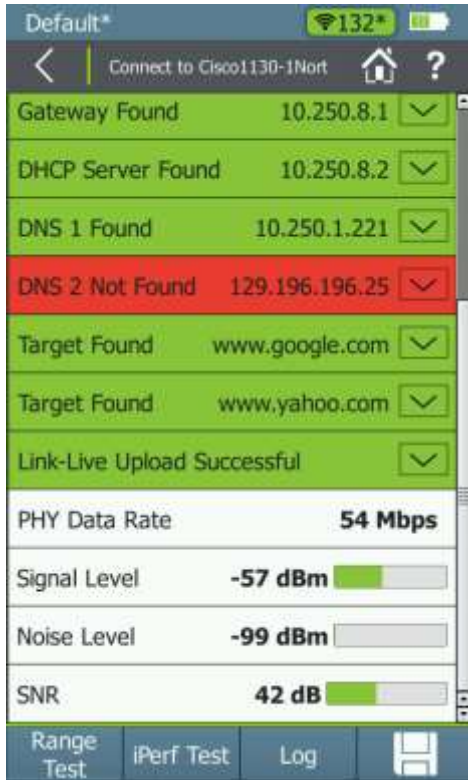 Default*
132*
Connect to Cisco1130-1Nort
?
Gateway Found 10.250.8.1
DHCP Server Found 10.250.8.2
DNS 1 Found 10.250.1.221
DNS 2 Not Found 129.196.196.25
Target Found www.google.com
Target Found www.yahoo.com
Link-Live Upload Successful
PHY Data Rate 54 Mbps
Signal Level -57 dBm
Noise Level -99 dBm
SNR 42 dB
Range Test
iPerf Test
Log